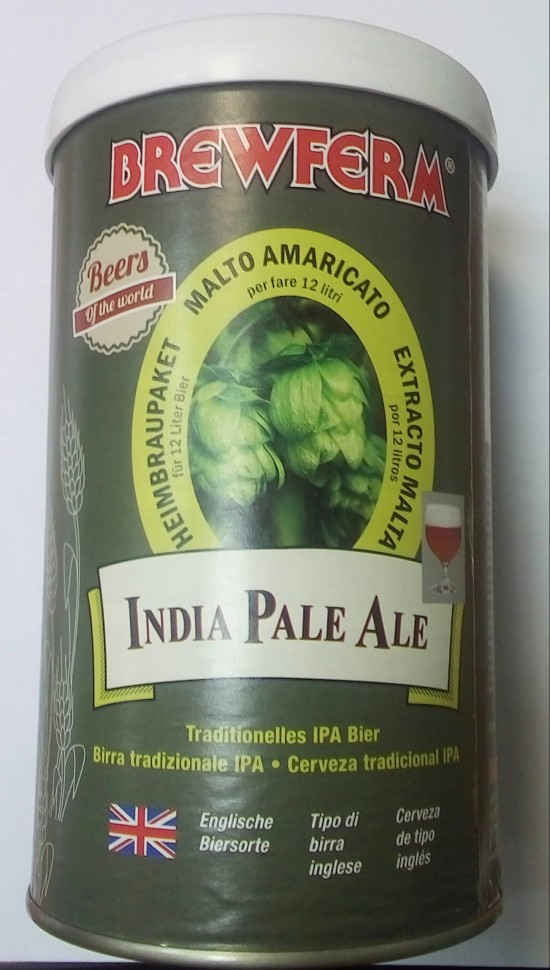 BREWFERM®
Beers
Of the world
MALTO AMARICATO
per fare 12 litri
HEIMBRAUPAKET
für 12 Liter Bier
EXTRACTO MALTA
por 12 litros
INDIA PALE ALE
Traditionelles IPA Bier
Birra tradizionale IPA • Cerveza tradicional IPA
Englische
Biersorte
Tipo di
birra
inglese
Cerveza
de tipo
inglés